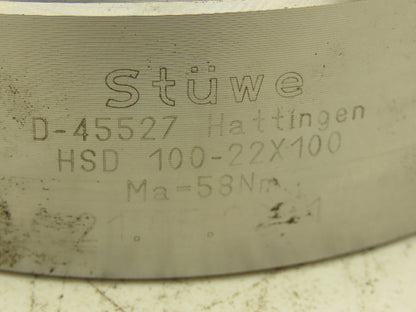 Stüwe
D-45527 Hattingen
HSD 100-22X100
Ma=58Nm